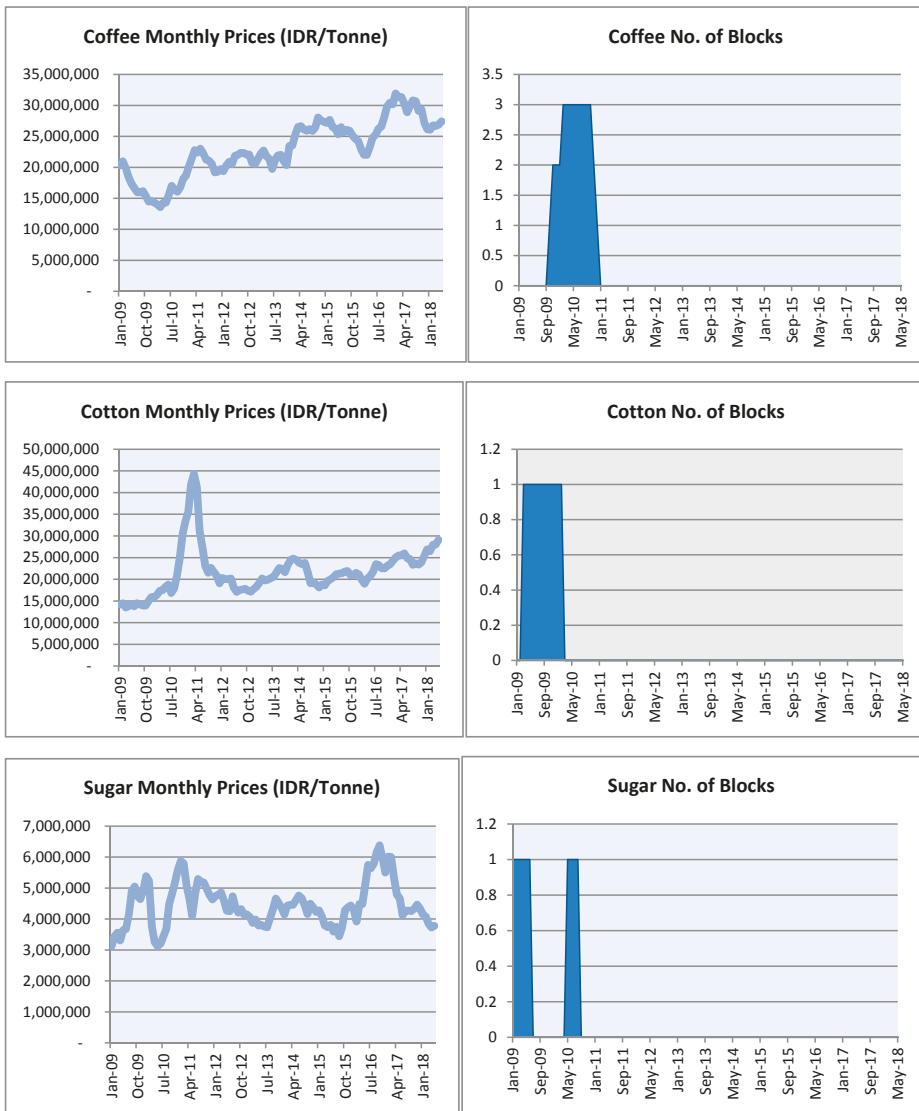 Coffee Monthly Prices (IDR/Tonne)
35,000,000
30,000,000
25,000,000
20,000,000
15,000,000
10,000,000
5,000,000
-
Jan-09
Oct-09
Jul-10
Apr-11
Jan-12
Oct-12
Jul-13
Apr-14
Jan-15
Oct-15
Jul-16
Apr-17
Jan-18
Coffee No. of Blocks
3.5
3
2.5
2
1.5
1
0.5
0
Jan-09
Sep-09
May-10
Jan-11
Sep-11
May-12
Jan-13
Sep-13
May-14
Jan-15
Sep-15
May-16
Jan-17
Sep-17
May-18
Cotton Monthly Prices (IDR/Tonne)
50,000,000
45,000,000
40,000,000
35,000,000
30,000,000
25,000,000
20,000,000
15,000,000
10,000,000
5,000,000
-
Jan-09
Oct-09
Jul-10
Apr-11
Jan-12
Oct-12
Jul-13
Apr-14
Jan-15
Oct-15
Jul-16
Apr-17
Jan-18
Cotton No. of Blocks
1.2
1
0.8
0.6
0.4
0.2
0
Jan-09
Sep-09
May-10
Jan-11
Sep-11
May-12
Jan-13
Sep-13
May-14
Jan-15
Sep-15
May-16
Jan-17
Sep-17
May-18
Sugar Monthly Prices (IDR/Tonne)
7,000,000
6,000,000
5,000,000
4,000,000
3,000,000
2,000,000
1,000,000
-
Jan-09
Oct-09
Jul-10
Apr-11
Jan-12
Oct-12
Jul-13
Apr-14
Jan-15
Oct-15
Jul-16
Apr-17
Jan-18
Sugar No. of Blocks
1.2
1
0.8
0.6
0.4
0.2
0
Jan-09
Sep-09
May-10
Jan-11
Sep-11
May-12
Jan-13
Sep-13
May-14
Jan-15
Sep-15
May-16
Jan-17
Sep-17
May-18